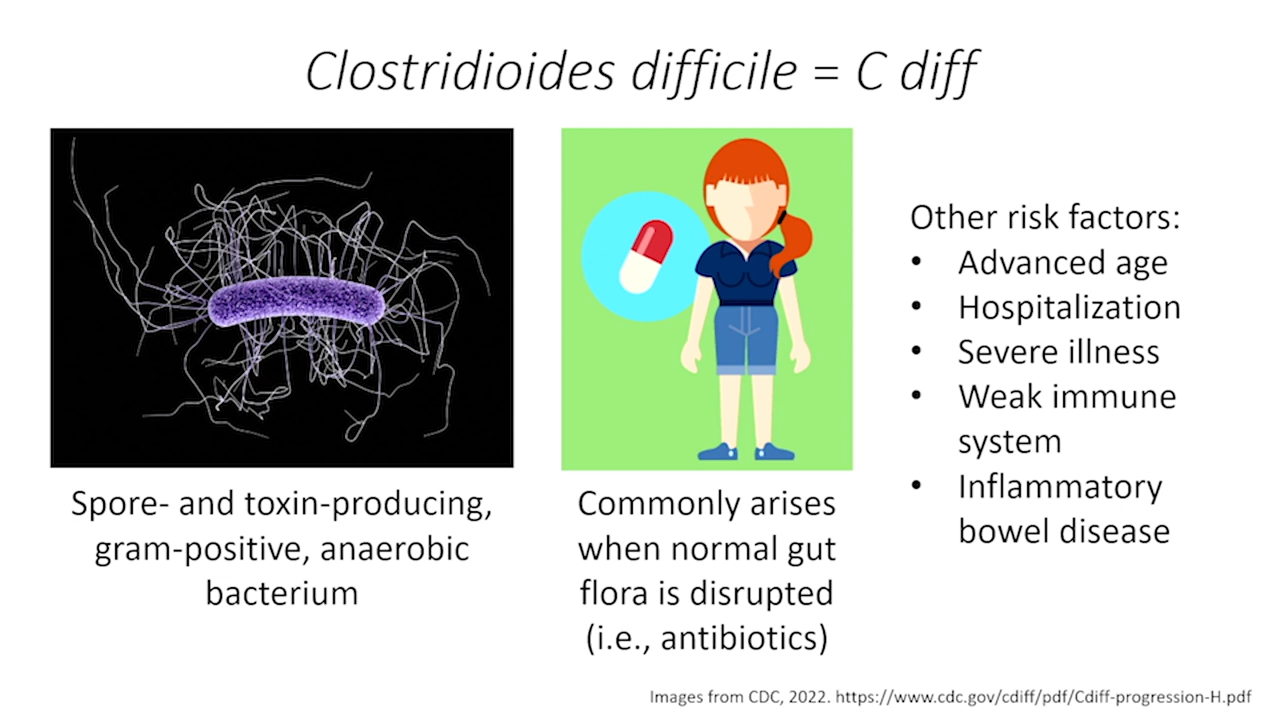 Clostridioides difficile = C diff
Spore- and toxin-producing,
gram-positive, anaerobic
bacterium
Commonly arises
when normal gut
flora is disrupted
(i.e., antibiotics)
Other risk factors:
• Advanced age
• Hospitalization
• Severe illness
• Weak immune
system
• Inflammatory
bowel disease
Images from CDC, 2022. https://www.cdc.gov/cdiff/pdf/Cdiff-progression-H.pdf